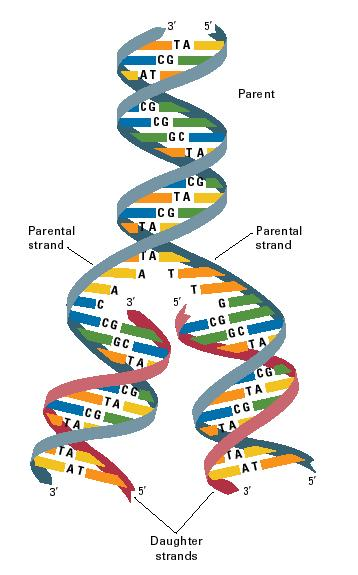 3′ 5′
TA
CG
AT
Parent
CG
CG
GC
TA
CG
TA
CG
TA
Parental
strand
Parental
strand
TA
A T
A T
C 3′ 5′ G
CG CG
GC GC
TA TA
CG CG
TA TA
CG CG
TA TA
TA TA
AT AT
3′ 5′ 3′ 5′
Daughter
strands